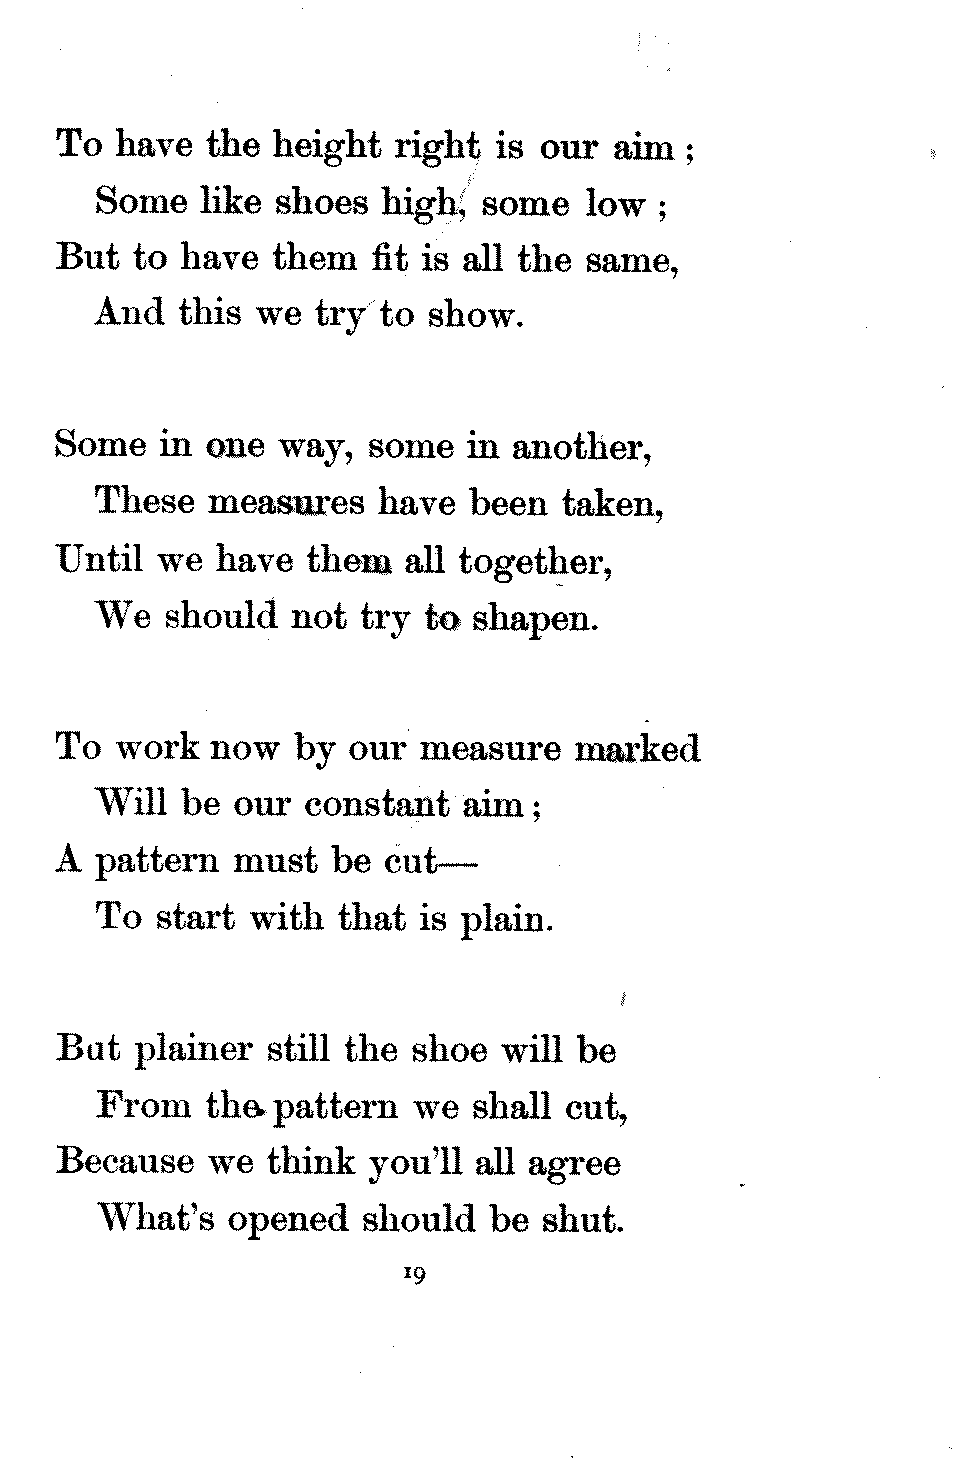 To have the height right is our aim ;
Some like shoes high, some low ;
But to have them fit is all the same,
And this we try to show.
Some in one way, some in another,
These measures have been taken,
Until we have them all together,
We should not try to shapen.
To work now by our measure marked
Will be our constant aim ;
A pattern must be cut—
To start with that is plain.
But plainer still the shoe will be
From the pattern we shall cut,
Because we think you'll all agree
What's opened should be shut.
19